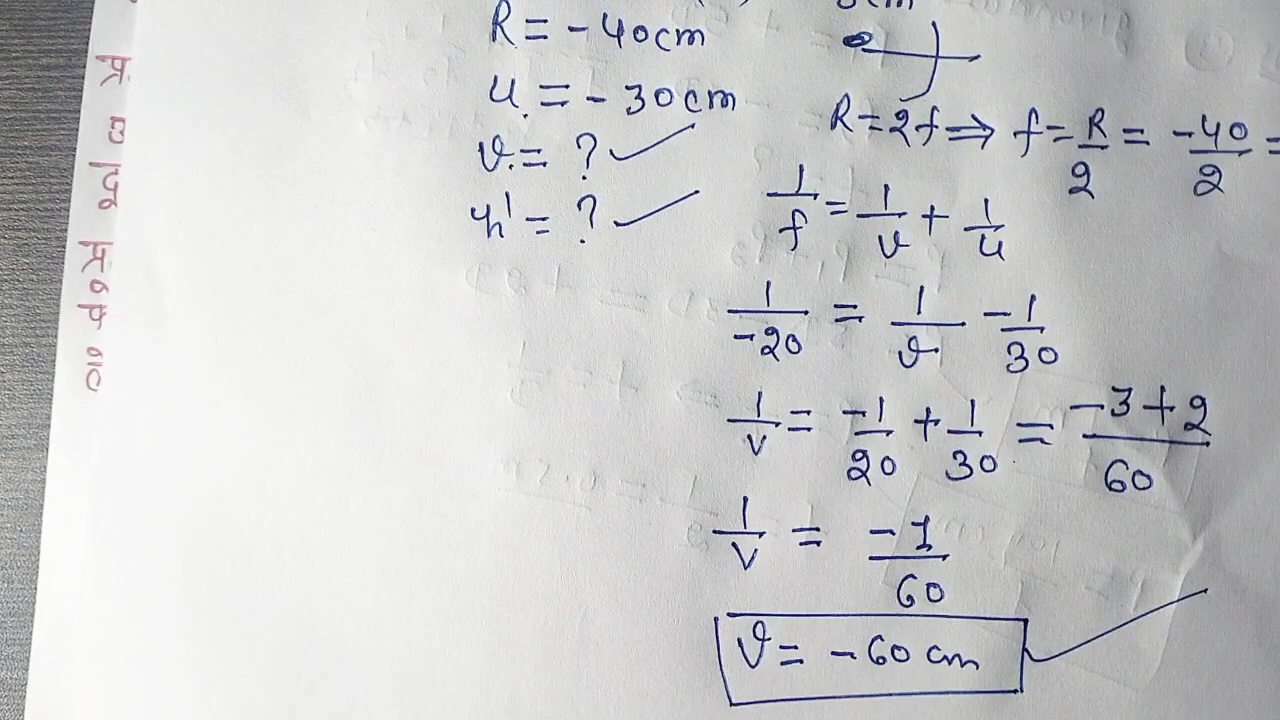 R = -40cm
u = -30cm
v = ?
h' = ?
R = 2f ⇒ f = R/2 = -40/2 =
1/f = 1/v + 1/u
1/-20 = 1/v - 1/30
1/v = -1/20 + 1/30 = -3+2/60
1/v = -1/60
v = -60 cm